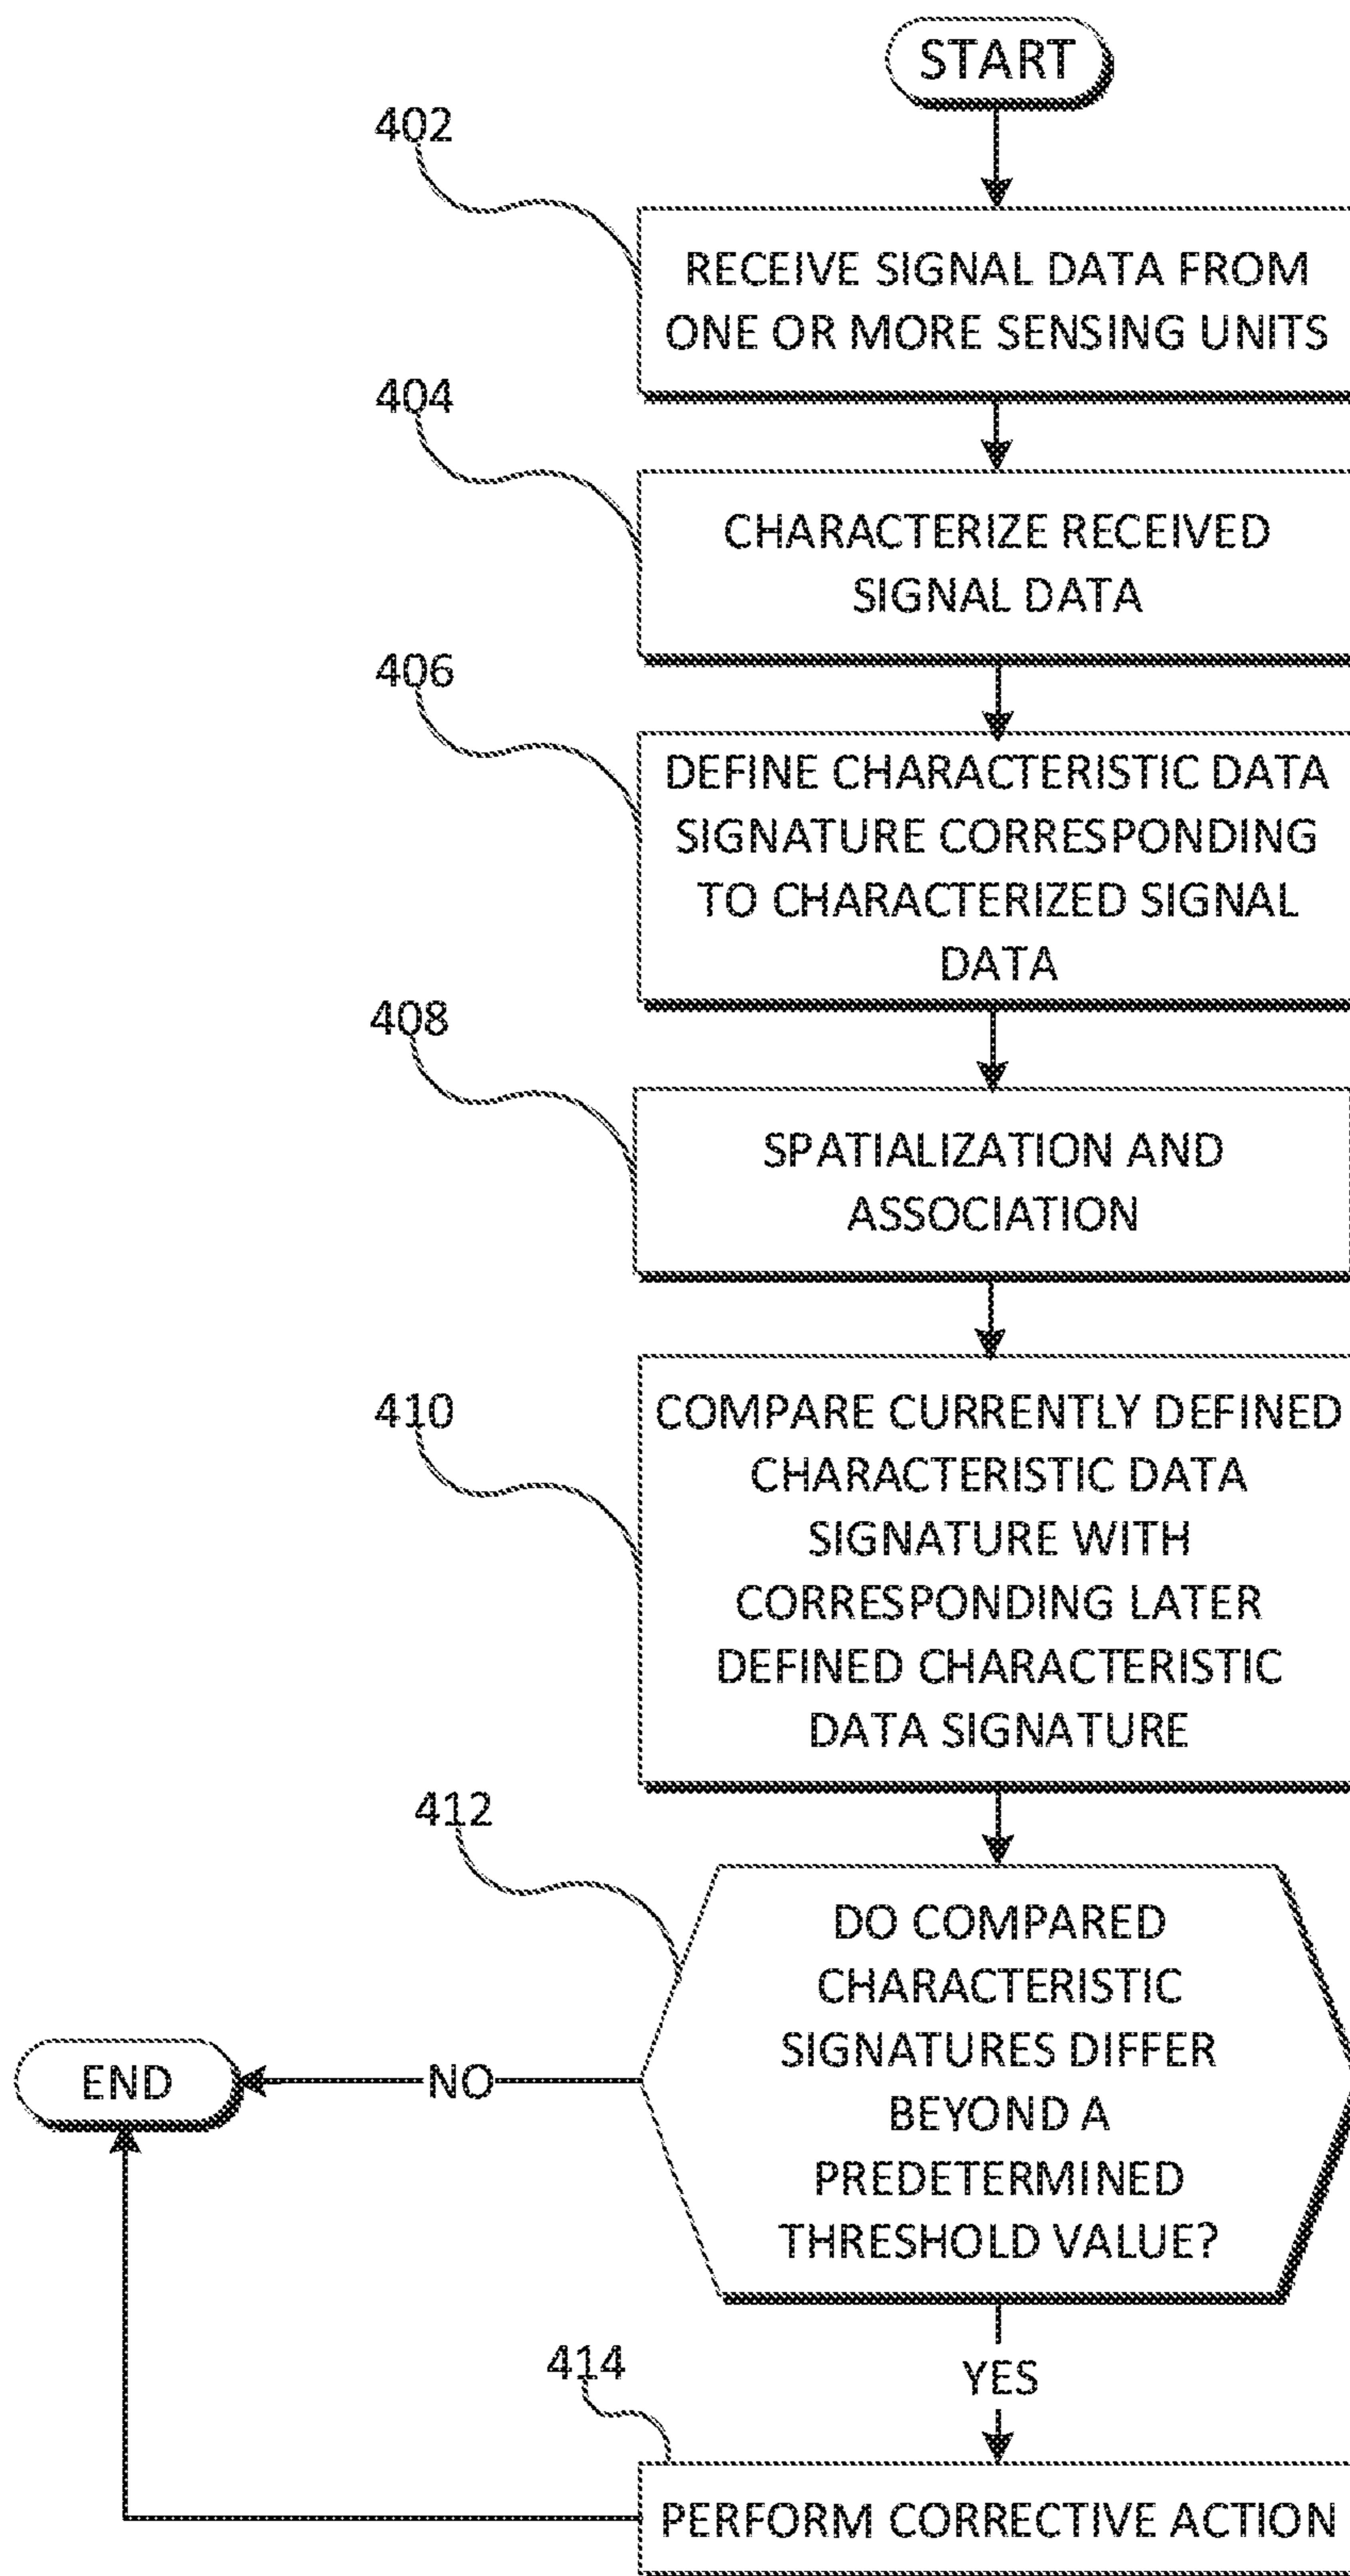 START
402
RECEIVE SIGNAL DATA FROM
ONE OR MORE SENSING UNITS
404
CHARACTERIZE RECEIVED
SIGNAL DATA
406
DEFINE CHARACTERISTIC DATA
SIGNATURE CORRESPONDING
TO CHARACTERIZED SIGNAL
DATA
408
SPATIALIZATION AND
ASSOCIATION
410
COMPARE CURRENTLY DEFINED
CHARACTERISTIC DATA
SIGNATURE WITH
CORRESPONDING LATER
DEFINED CHARACTERISTIC
DATA SIGNATURE
412
DO COMPARED
CHARACTERISTIC
SIGNATURES DIFFER
BEYOND A
PREDETERMINED
THRESHOLD VALUE?
END
NO
YES
414
PERFORM CORRECTIVE ACTION